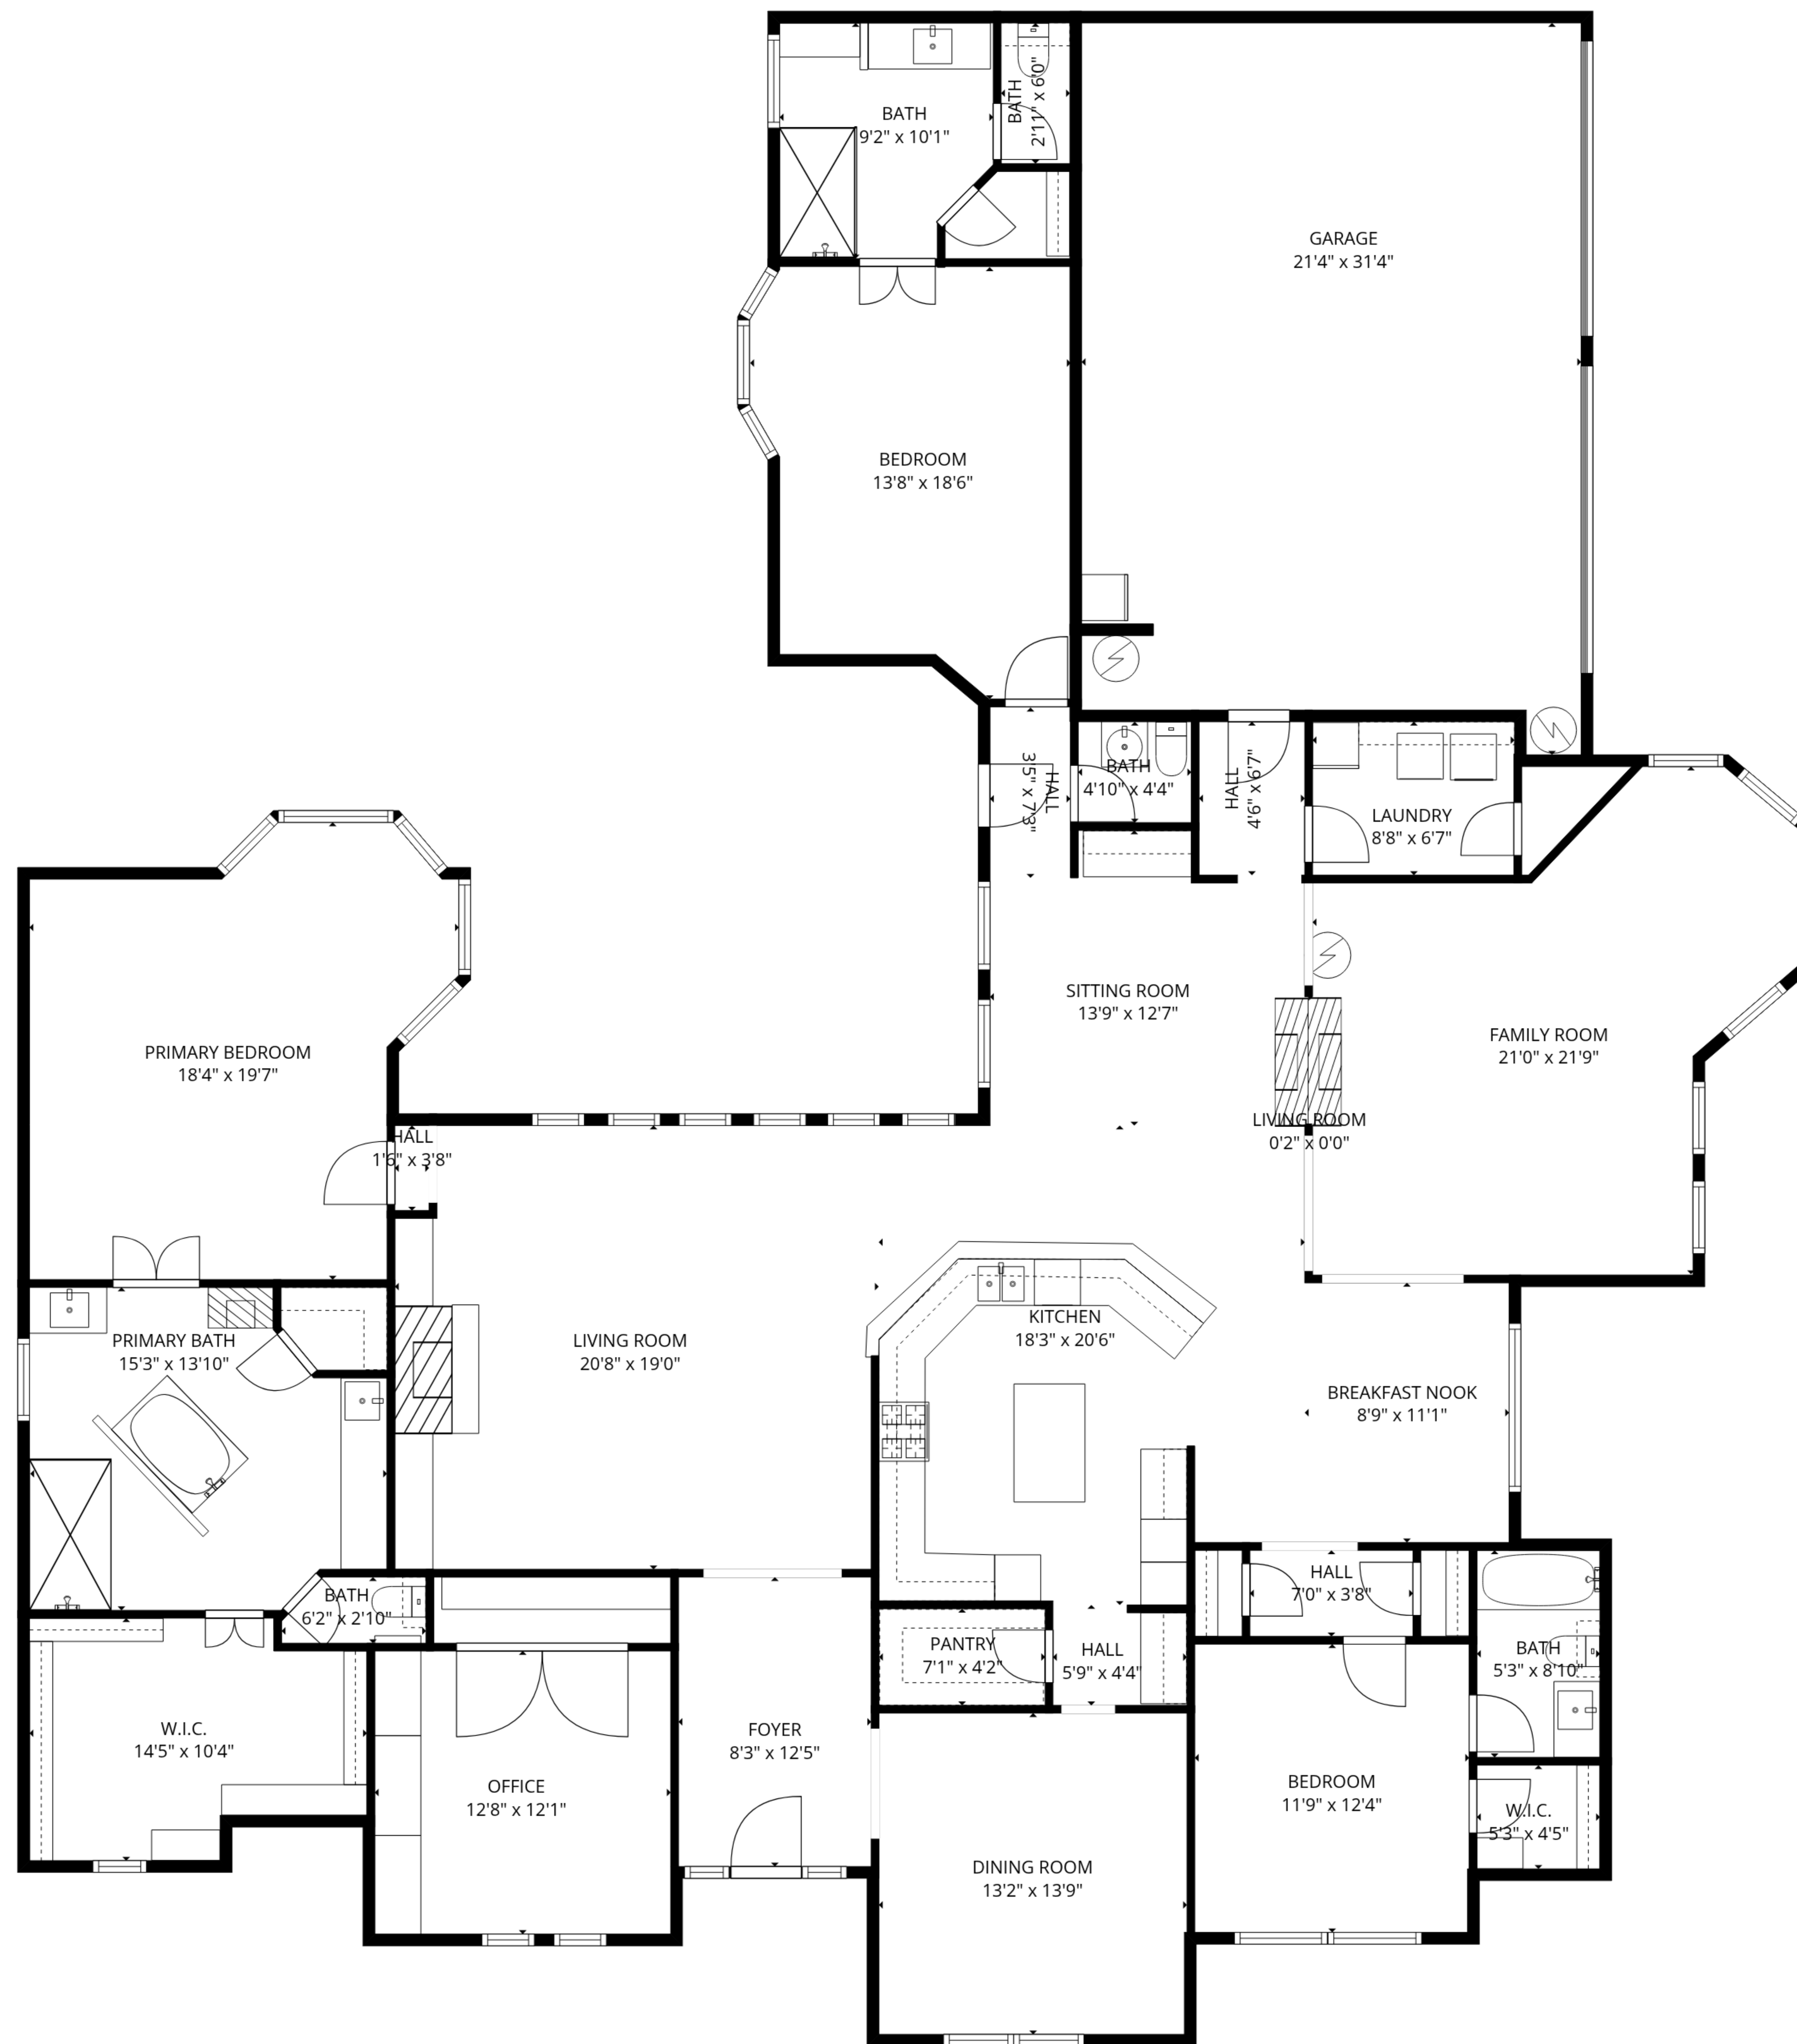 BATH
9'2" x 10'1"
BATH
2'11" x 6'0"
GARAGE
21'4" x 31'4"
BEDROOM
13'8" x 18'6"
HALL
3'5" x 7'3"
BATH
4'10" x 4'4"
HALL
4'6" x 6'7"
LAUNDRY
8'8" x 6'7"
SITTING ROOM
13'9" x 12'7"
FAMILY ROOM
21'0" x 21'9"
PRIMARY BEDROOM
18'4" x 19'7"
LIVING ROOM
0'2" x 0'0"
HALL
1'6" x 3'8"
KITCHEN
18'3" x 20'6"
PRIMARY BATH
15'3" x 13'10"
LIVING ROOM
20'8" x 19'0"
BREAKFAST NOOK
8'9" x 11'1"
HALL
7'0" x 3'8"
BATH
6'2" x 2'10"
PANTRY
7'1" x 4'2"
HALL
5'9" x 4'4"
BATH
5'3" x 8'10"
W.I.C.
14'5" x 10'4"
FOYER
8'3" x 12'5"
OFFICE
12'8" x 12'1"
BEDROOM
11'9" x 12'4"
W.I.C.
5'3" x 4'5"
DINING ROOM
13'2" x 13'9"